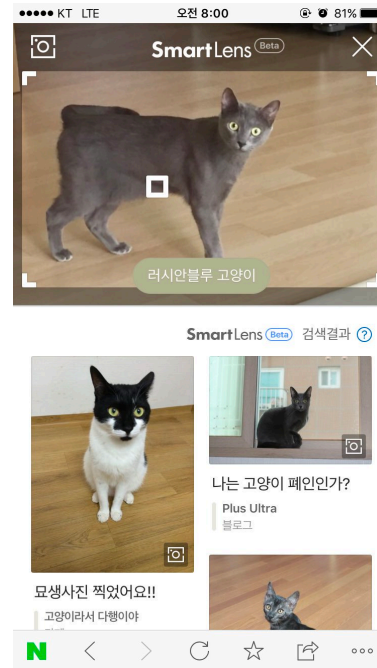 KT LTE 오전 8:00 81%
SmartLens Beta
러시안블루 고양이
SmartLens Beta 검색결과 ?
나는 고양이 폐인인가?
Plus Ultra
블로그
묘생사진 찍었어요!!
고양이라서 다행이야
N